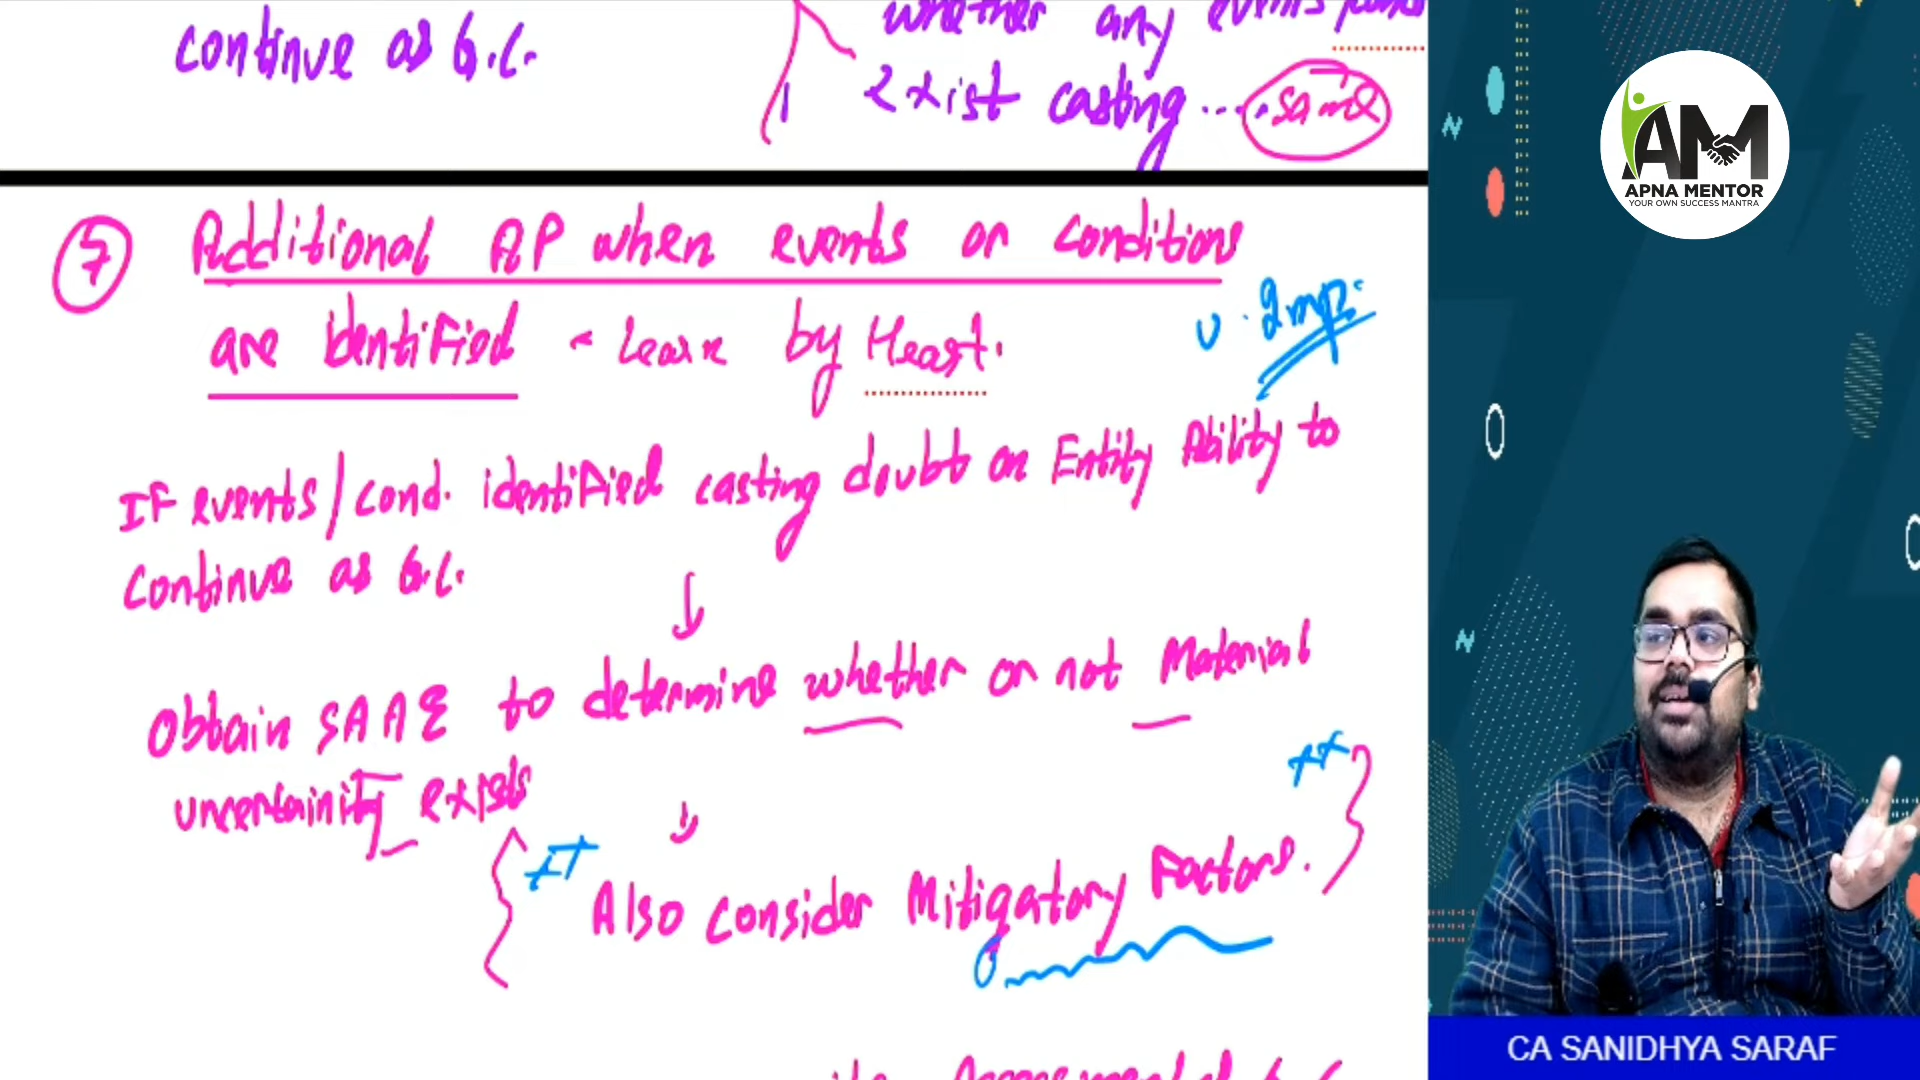 continue as G.C.
whether any events/cond
exist casting .... same
7 Additional AP when events or conditions
are identified - Learn by Heart.
V. Imp.
If events/cond. identified casting doubt on Entity Ability to
continue as G.C.
Obtain SAAE to determine whether or not Material
uncertainity exists
Also consider Mitigatory Factors.
AM
APNA MENTOR
YOUR OWN SUCCESS MANTRA
CA SANIDHYA SARAF